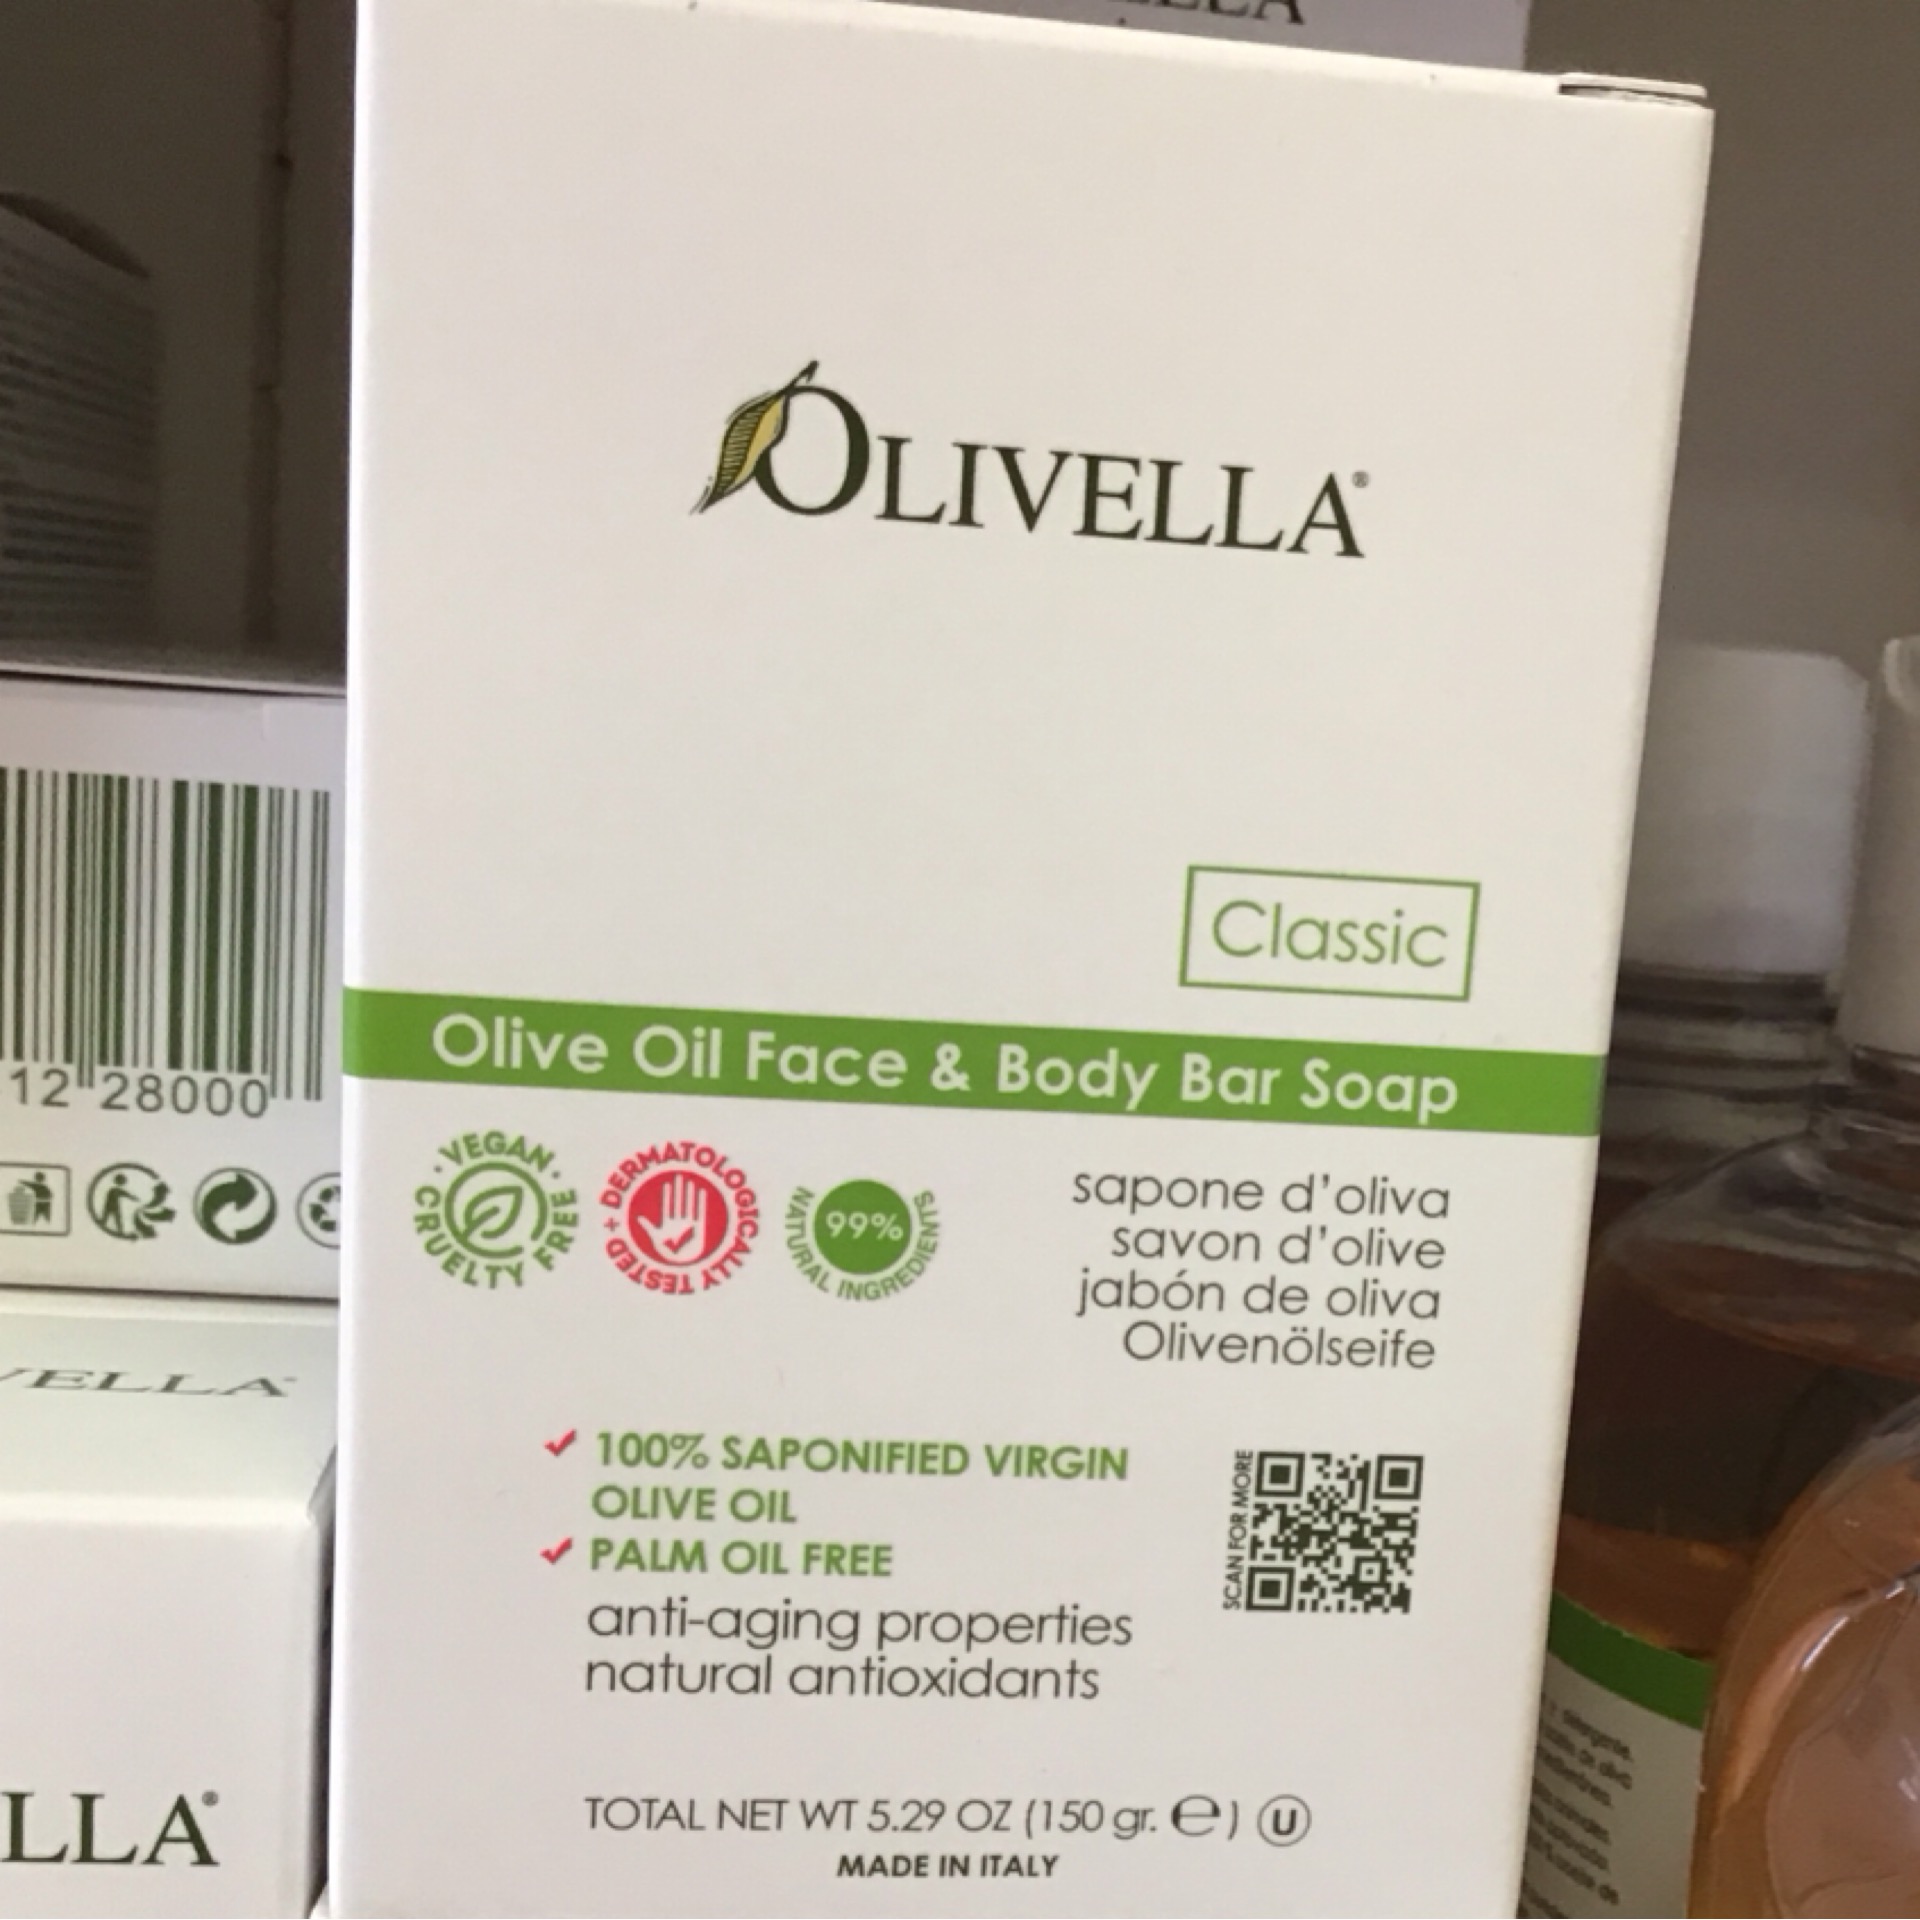 OLIVELLA®
Classic
Olive Oil Face & Body Bar Soap
VEGAN · CRUELTY FREE ·
DERMATOLOGICALLY TESTED +
99%
NATURAL INGREDIENTS
sapone d'oliva
savon d'olive
jabón de oliva
Olivenölseife
✓ 100% SAPONIFIED VIRGIN
OLIVE OIL
✓ PALM OIL FREE
anti-aging properties
natural antioxidants
SCAN FOR MORE
TOTAL NET WT 5.29 OZ (150 gr. ℮) Ⓤ
MADE IN ITALY
12 28000
VELLA
LLA®